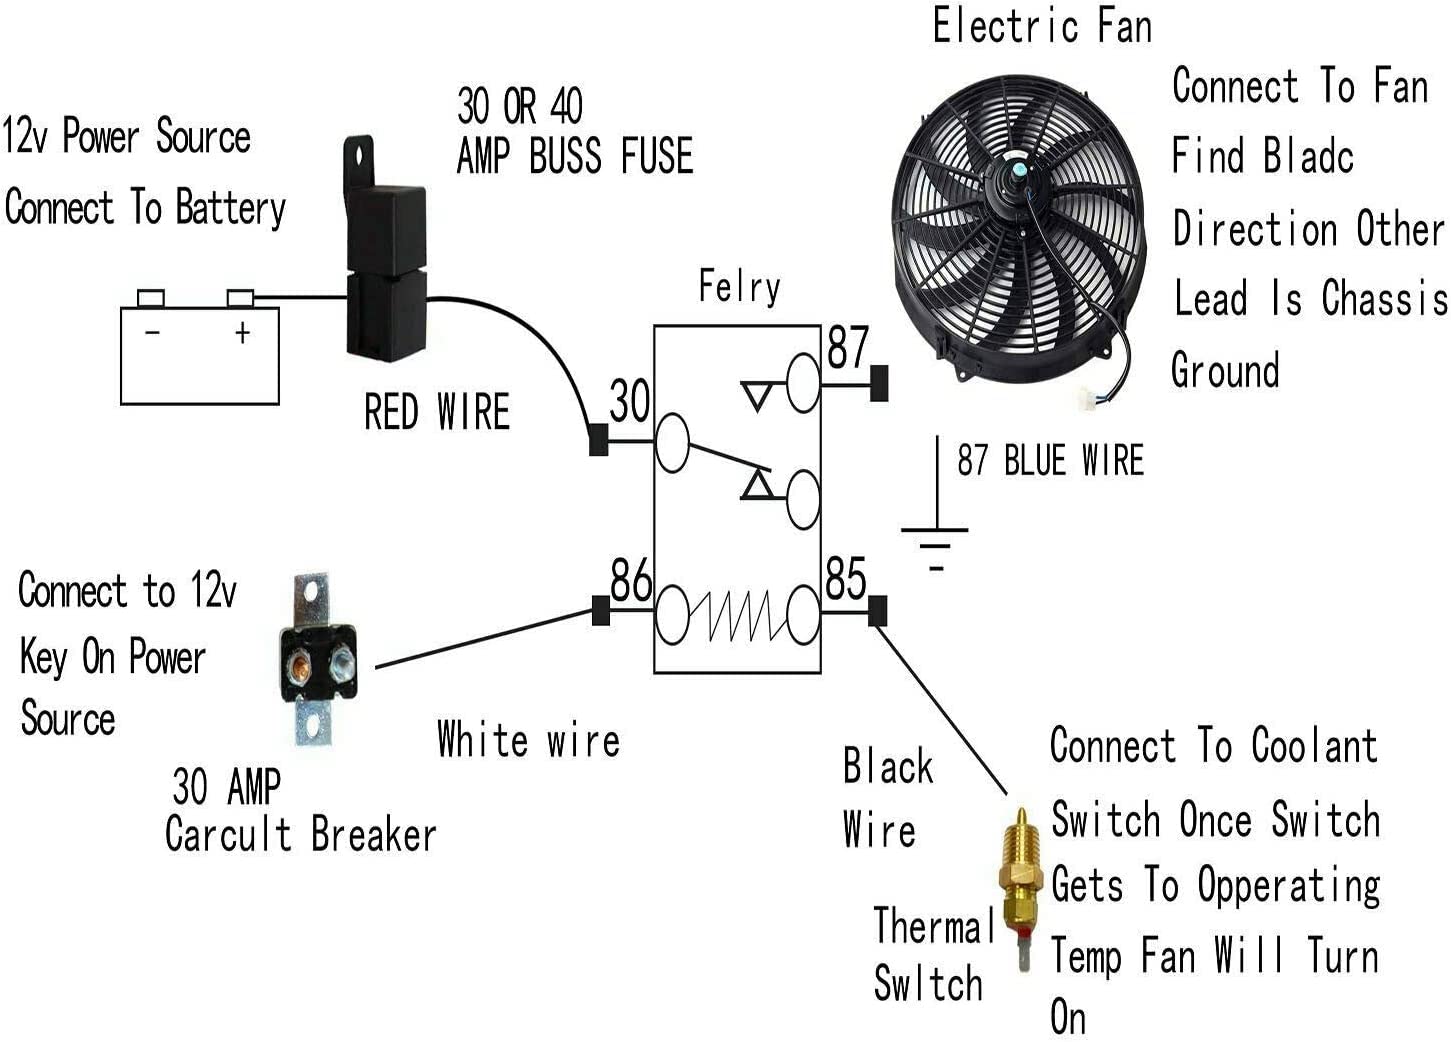 Electric Fan
Connect To Fan
Find Bladc
Direction Other
Lead Is Chassis
Ground
30 OR 40
AMP BUSS FUSE
12v Power Source
Connect To Battery
- +
RED WIRE
Felry
87
30
87 BLUE WIRE
86
85
Connect to 12v
Key On Power
Source
30 AMP
Carcult Breaker
White wire
Black
Wire
Thermal
Swltch
Connect To Coolant
Switch Once Switch
Gets To Opperating
Temp Fan Will Turn
On